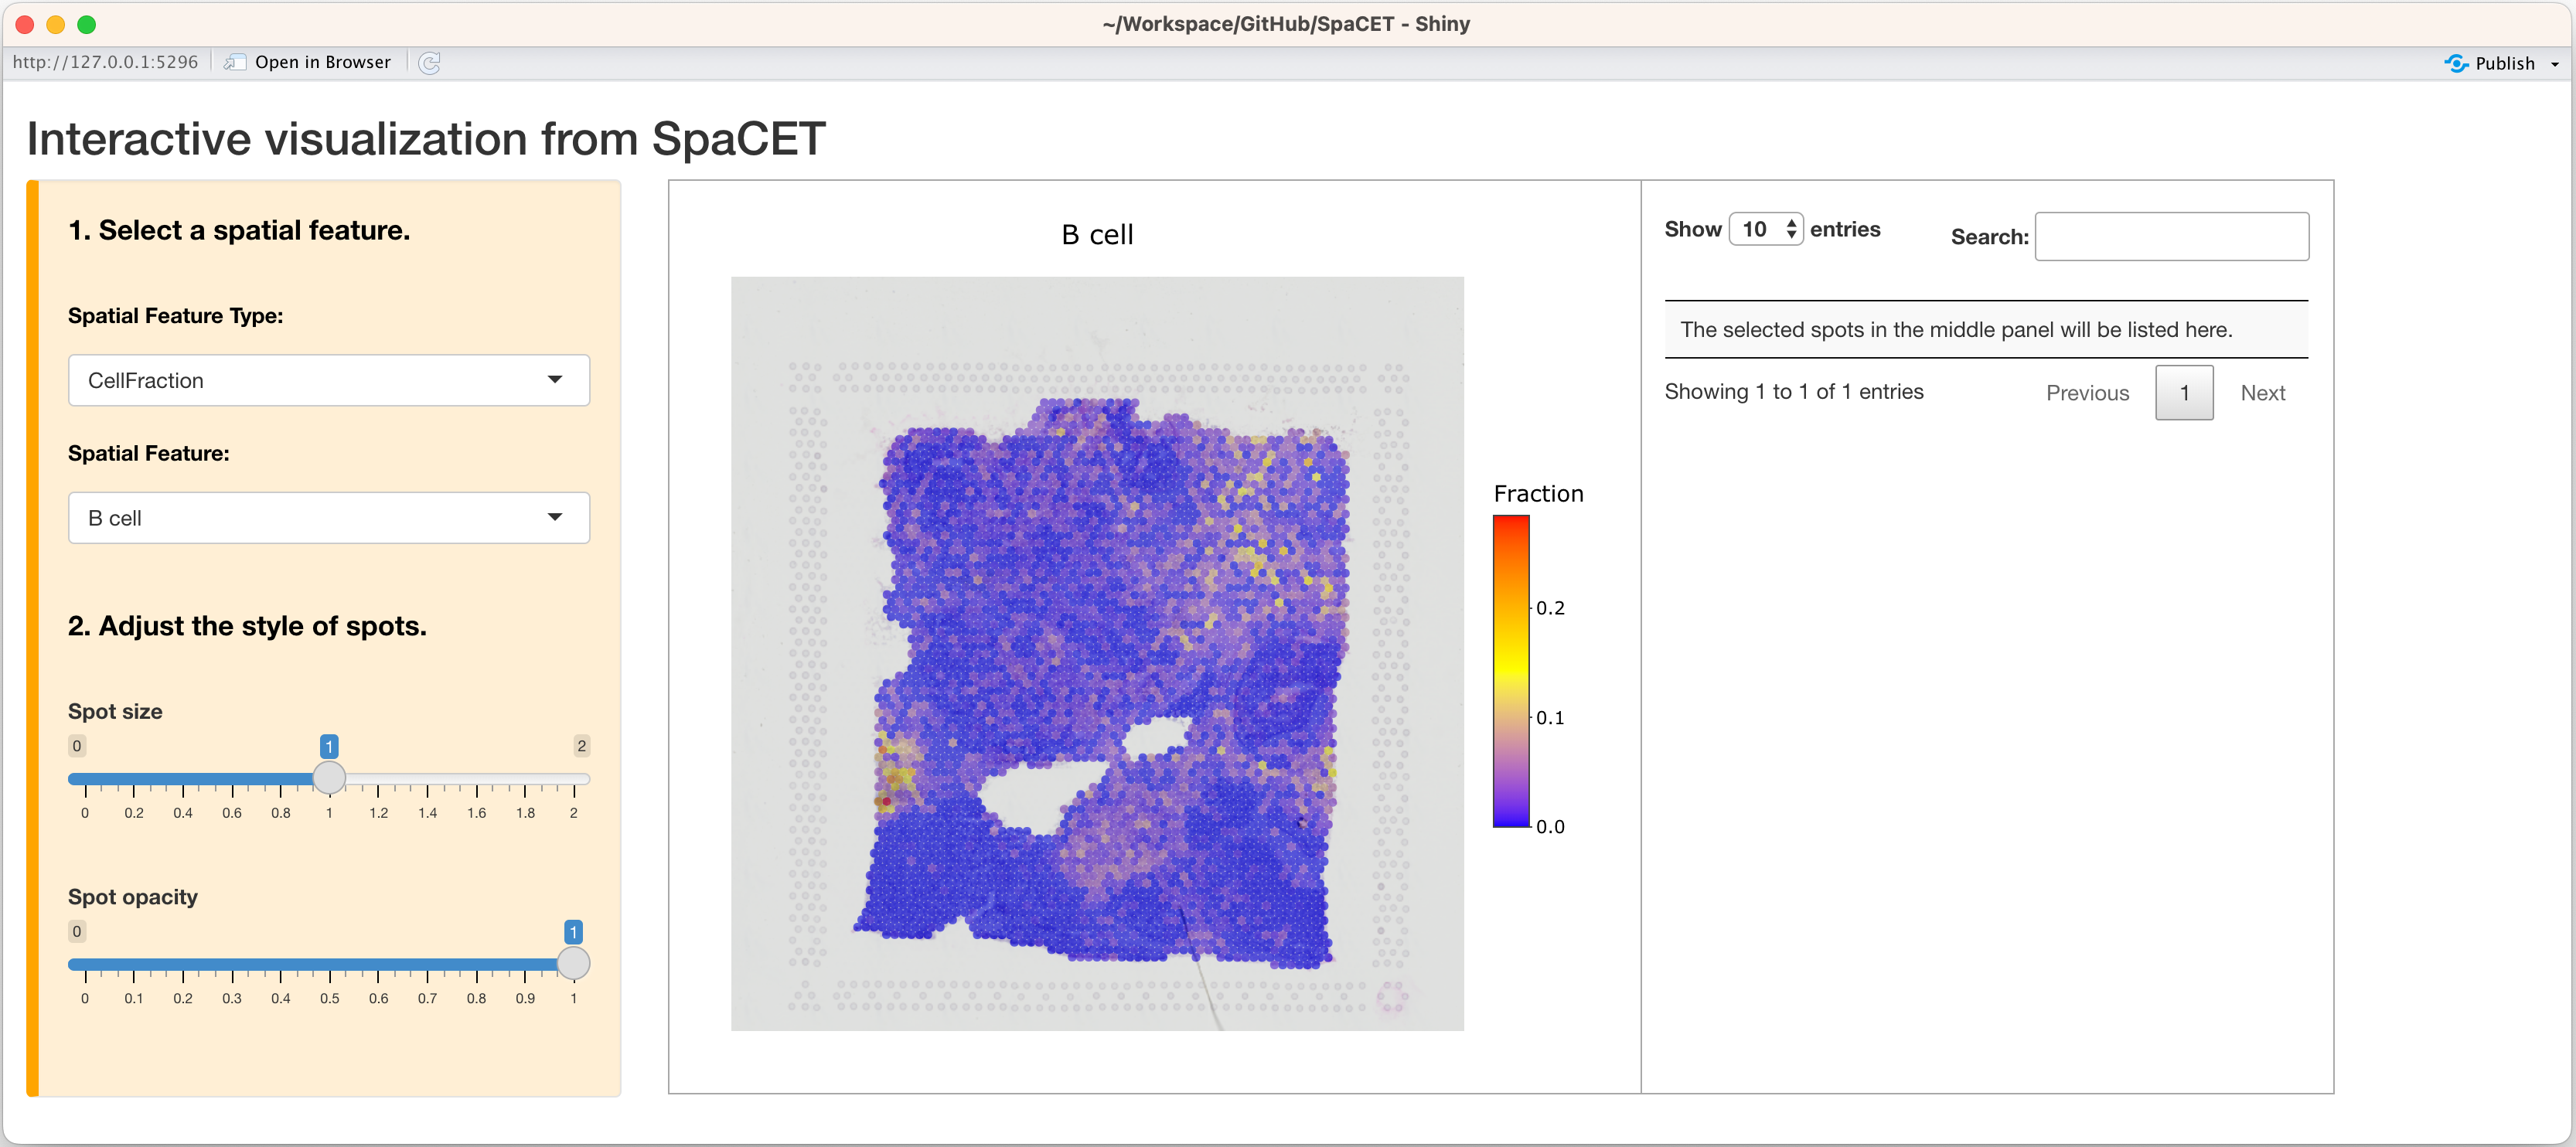 ~/Workspace/GitHub/SpaCET - Shiny
http://127.0.0.1:5296 Open in Browser Publish
Interactive visualization from SpaCET
1. Select a spatial feature.
Spatial Feature Type:
CellFraction
Spatial Feature:
B cell
2. Adjust the style of spots.
Spot size
0 1 2
0 0.2 0.4 0.6 0.8 1 1.2 1.4 1.6 1.8 2
Spot opacity
0 1
0 0.1 0.2 0.3 0.4 0.5 0.6 0.7 0.8 0.9 1
B cell
Fraction
0.2
0.1
0.0
Show 10 entries Search:
The selected spots in the middle panel will be listed here.
Showing 1 to 1 of 1 entries Previous 1 Next